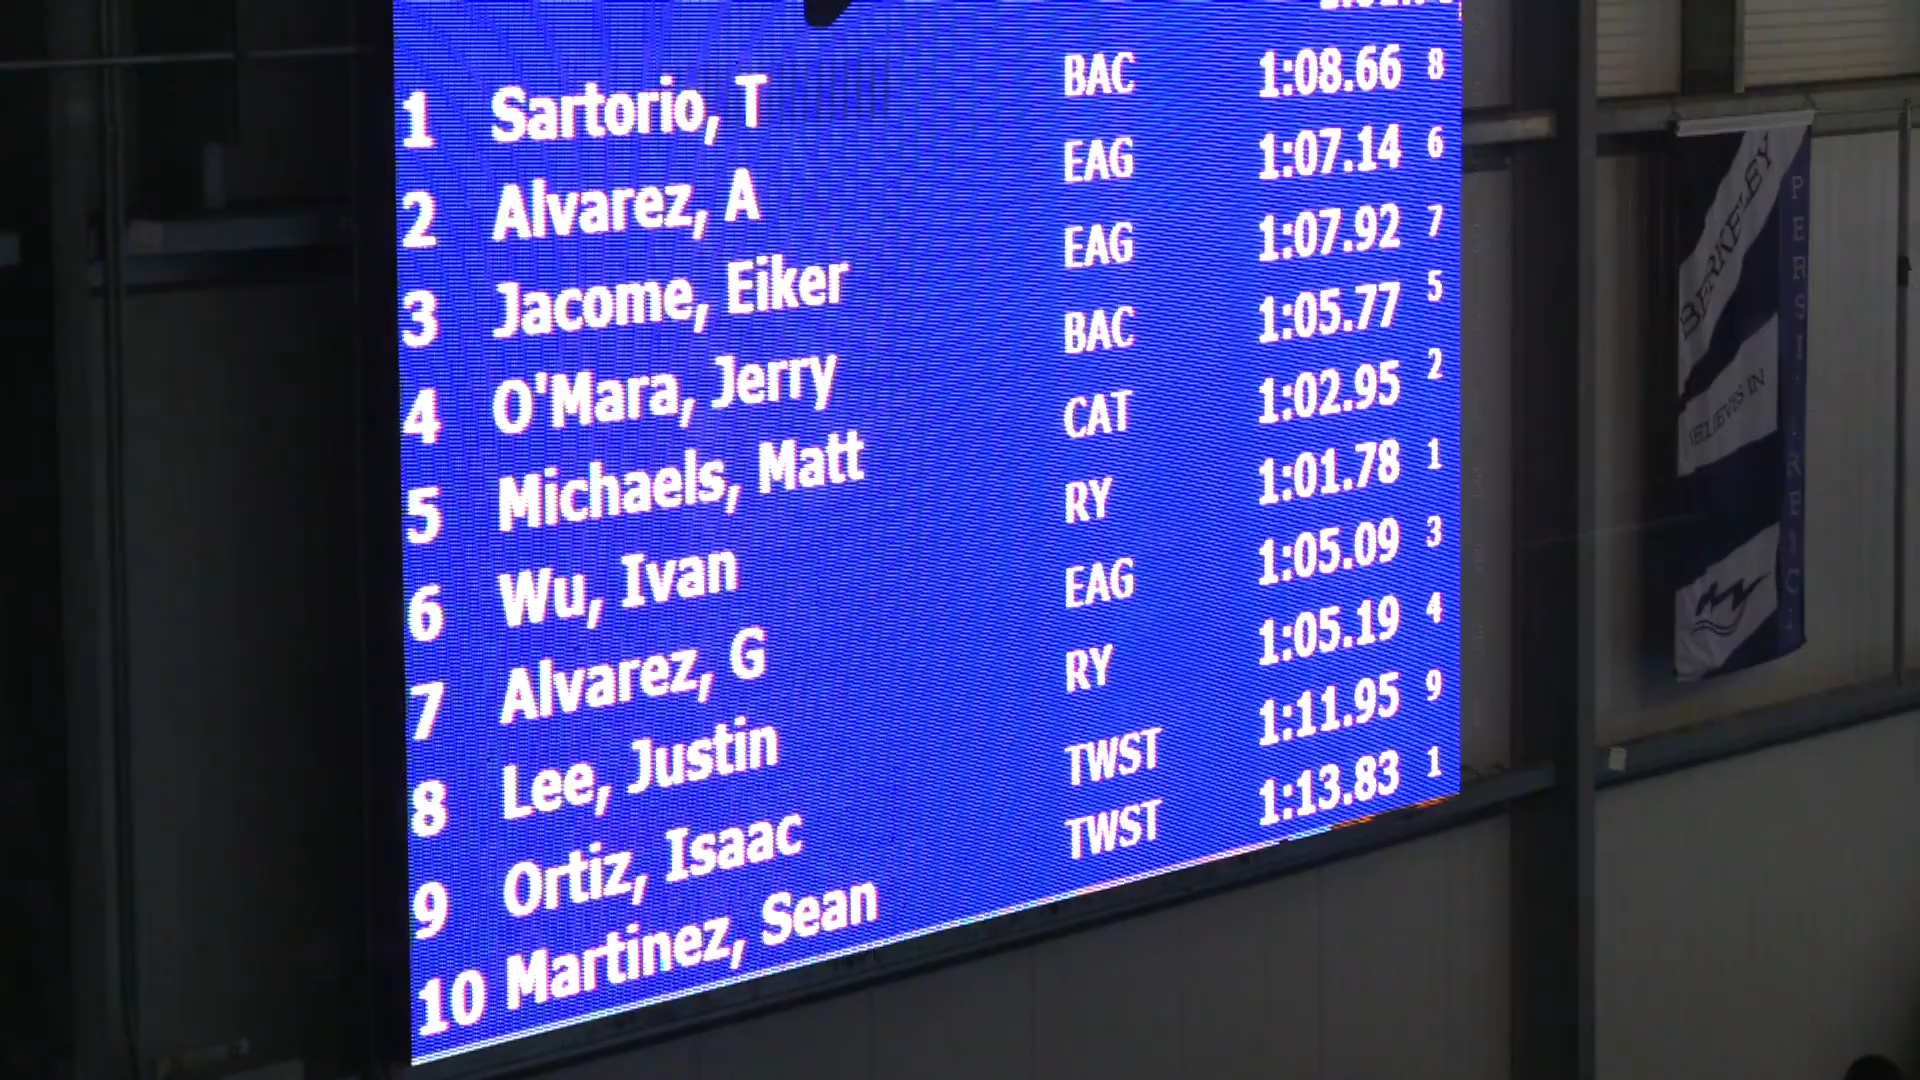 1 Sartorio, T BAC 1:08.66 8
2 Alvarez, A EAG 1:07.14 6
3 Jacome, Eiker EAG 1:07.92 7
4 O'Mara, Jerry BAC 1:05.77 5
5 Michaels, Matt CAT 1:02.95 2
6 Wu, Ivan RY 1:01.78 1
7 Alvarez, G EAG 1:05.09 3
8 Lee, Justin RY 1:05.19 4
9 Ortiz, Isaac TWST 1:11.95 9
10 Martinez, Sean TWST 1:13.83 1
BERKELEY